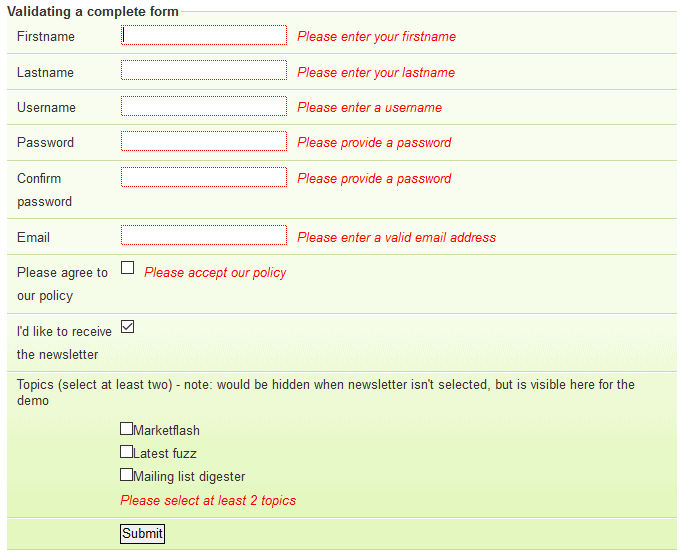 Validating a complete form
Firstname Please enter your firstname
Lastname Please enter your lastname
Username Please enter a username
Password Please provide a password
Confirm password Please provide a password
Email Please enter a valid email address
Please agree to our policy Please accept our policy
I'd like to receive the newsletter
Topics (select at least two) - note: would be hidden when newsletter isn't selected, but is visible here for the
demo
Marketflash
Latest fuzz
Mailing list digester
Please select at least 2 topics
Submit